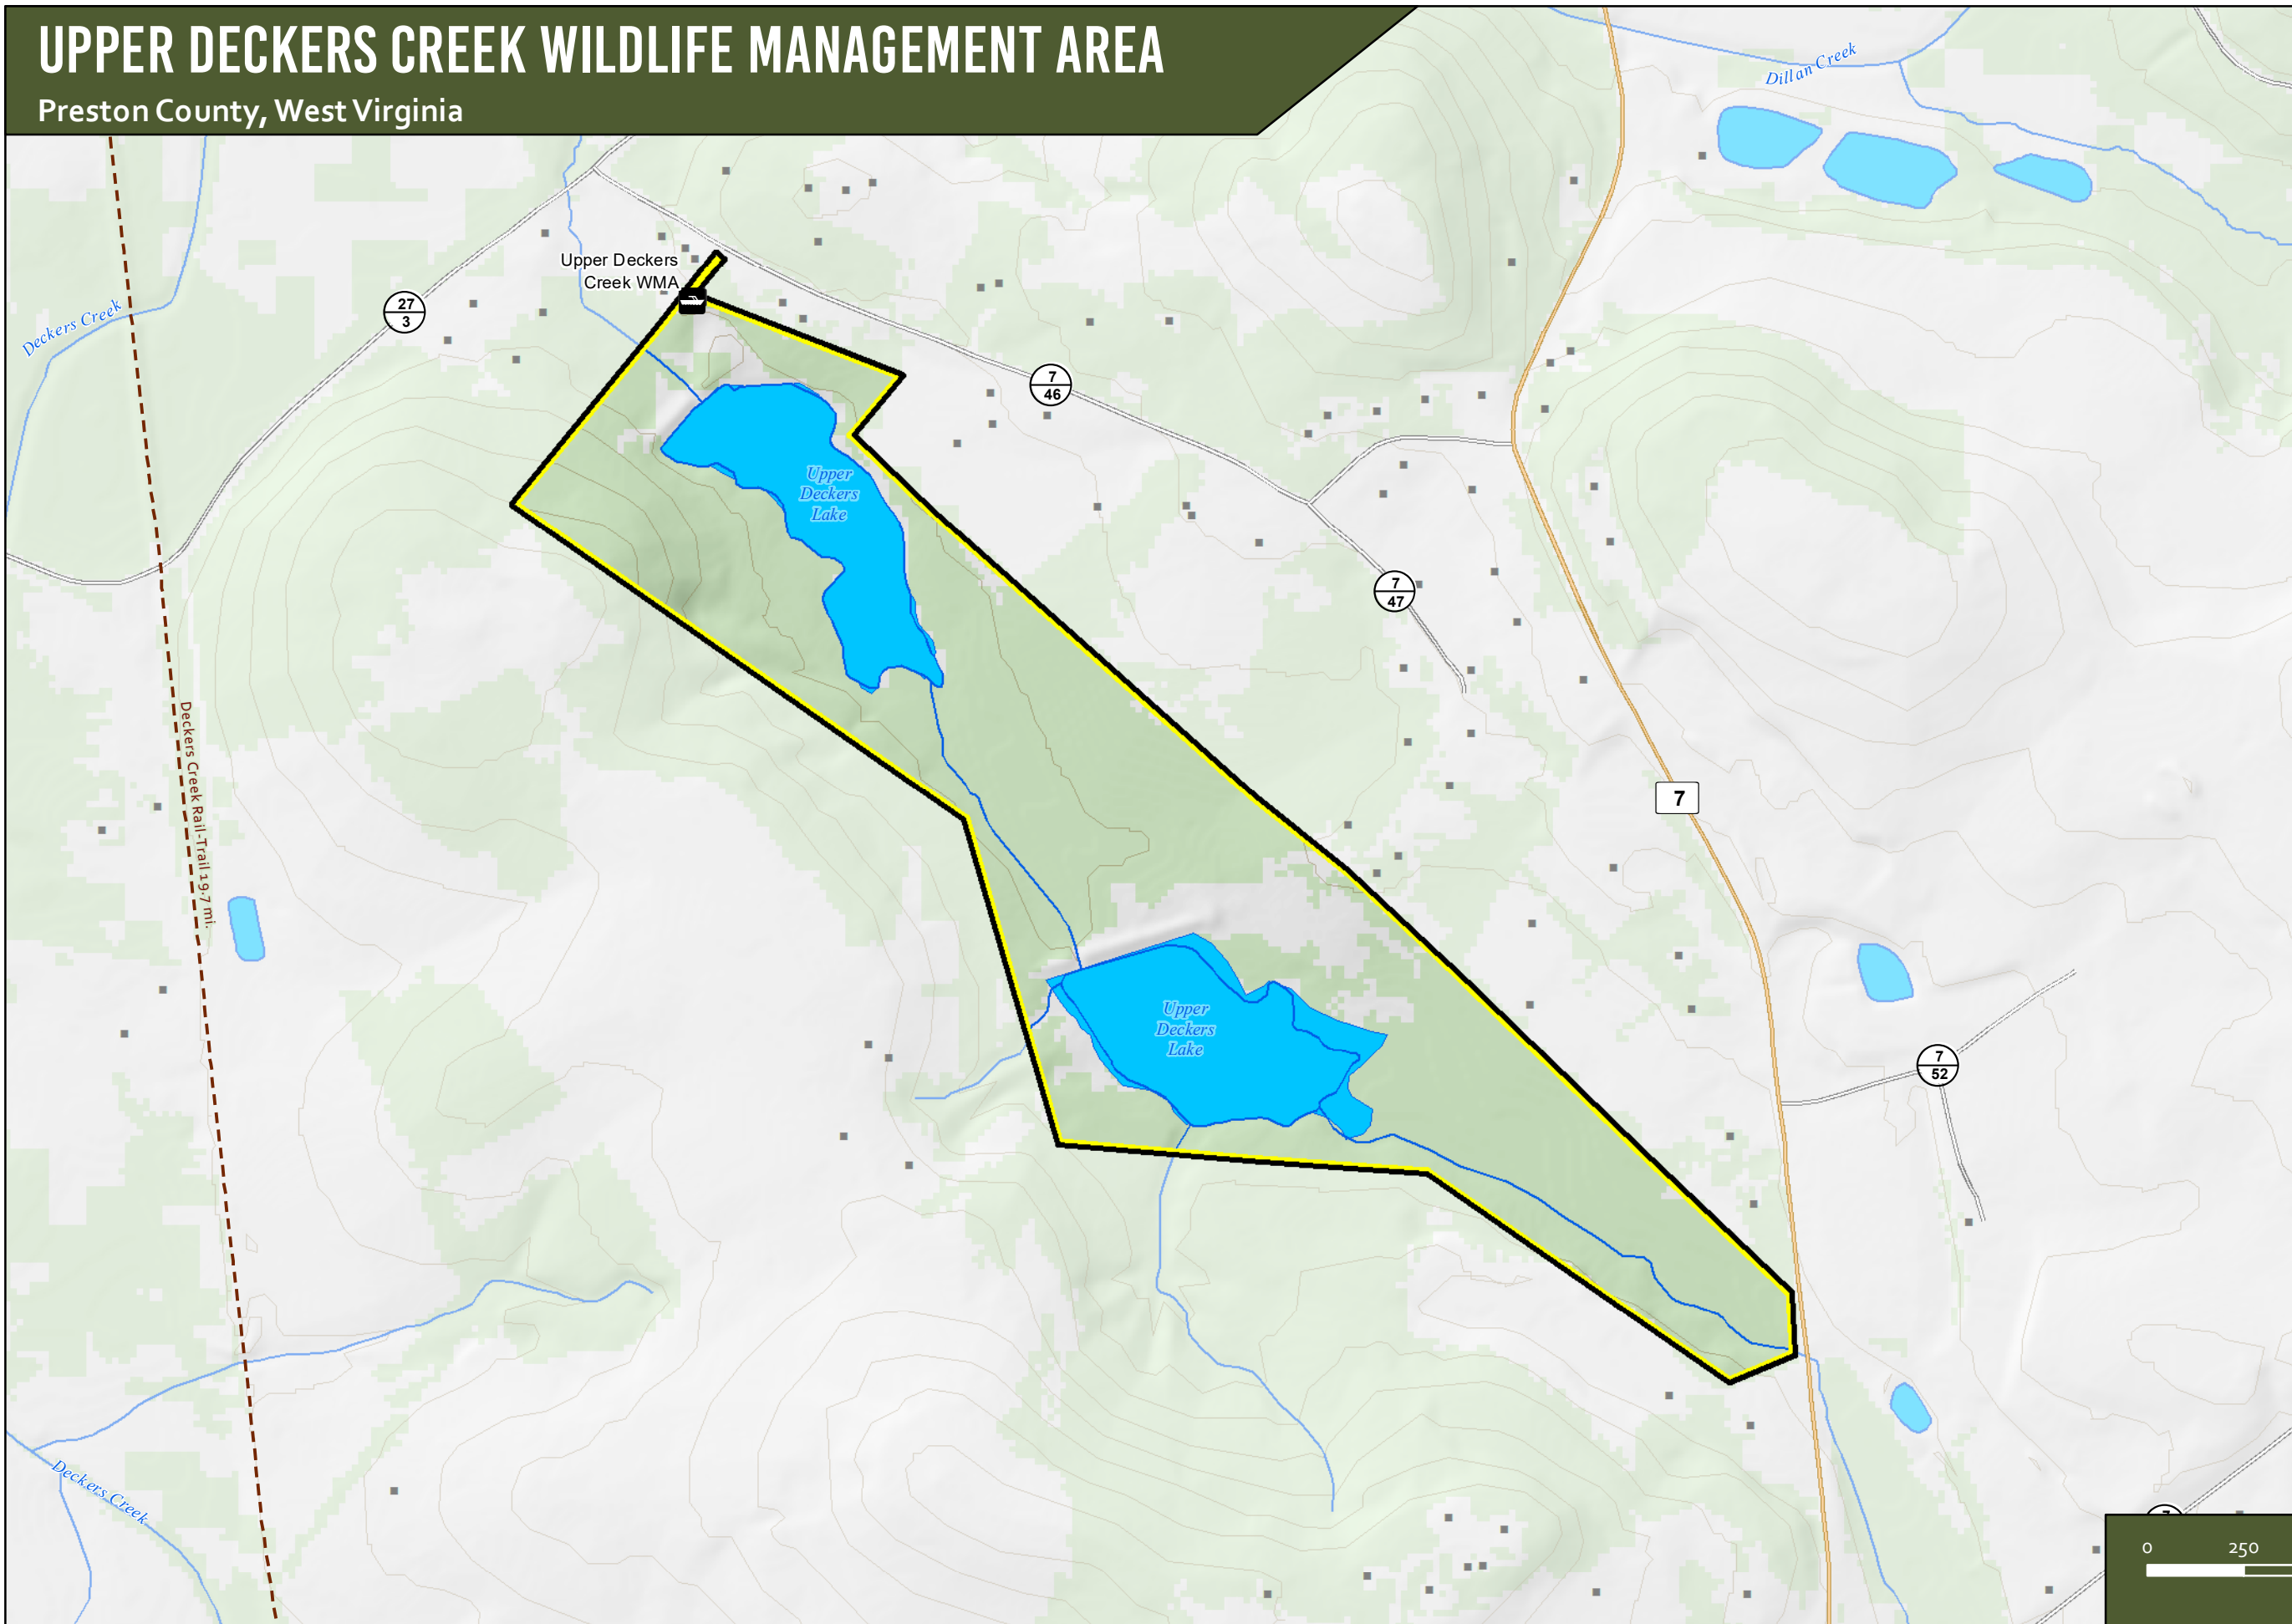 UPPER DECKERS CREEK WILDLIFE MANAGEMENT AREA
Preston County, West Virginia
Dillan Creek
Upper Deckers
Creek WMA
27
3
Deckers Creek
7
46
Upper
Deckers
Lake
7
47
Deckers Creek Rail-Trail 19.7 mi.
7
Upper
Deckers
Lake
7
52
Deckers Creek
0 250